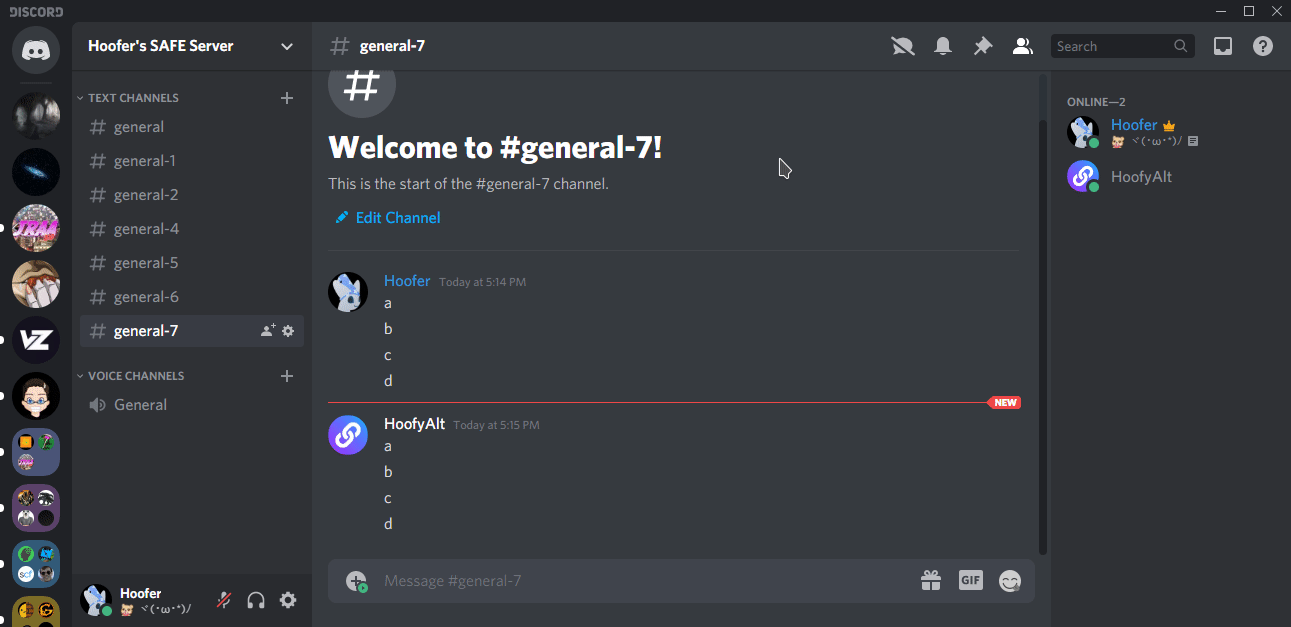 DISCORD
Hoofer's SAFE Server
general-7
Search
TEXT CHANNELS
general
general-1
general-2
general-4
general-5
general-6
general-7
VOICE CHANNELS
General
Hoofer
ヾ(･ω･*)/
Welcome to #general-7!
This is the start of the #general-7 channel.
Edit Channel
Hoofer Today at 5:14 PM
a
b
c
d
NEW
HoofyAlt Today at 5:15 PM
a
b
c
d
Message #general-7
GIF
ONLINE—2
Hoofer
ヾ(･ω･*)/
HoofyAlt